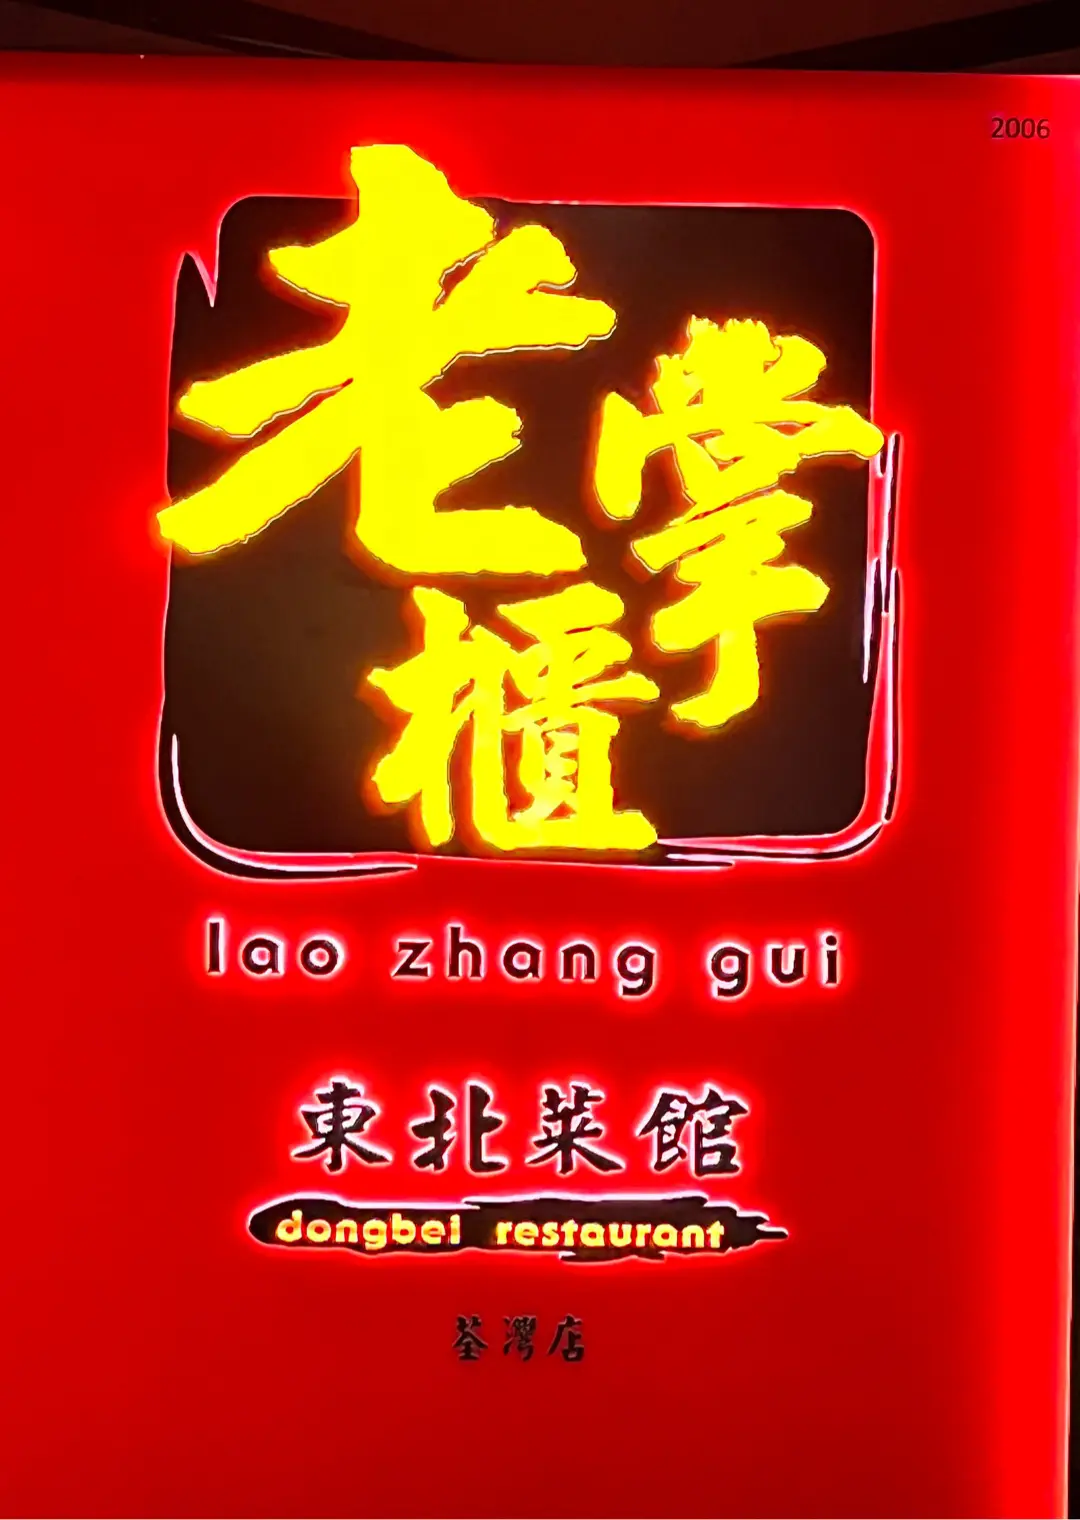 2006
老掌櫃
lao zhang gui
東北菜館
dongbei restaurant
荃灣店